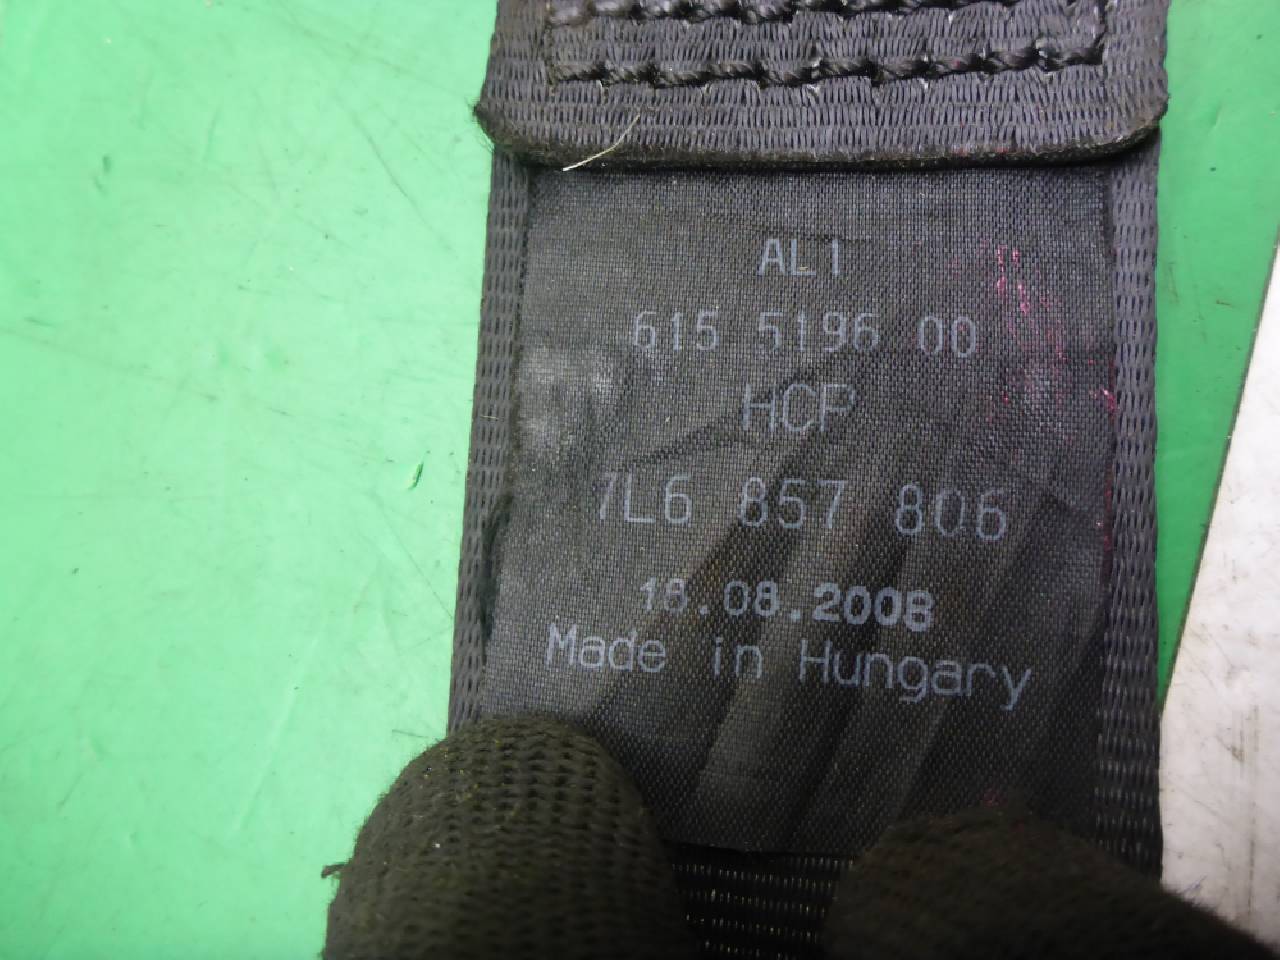 AL1
615 5196 00
HCP
7L6 857 806
18.08.2008
Made in Hungary